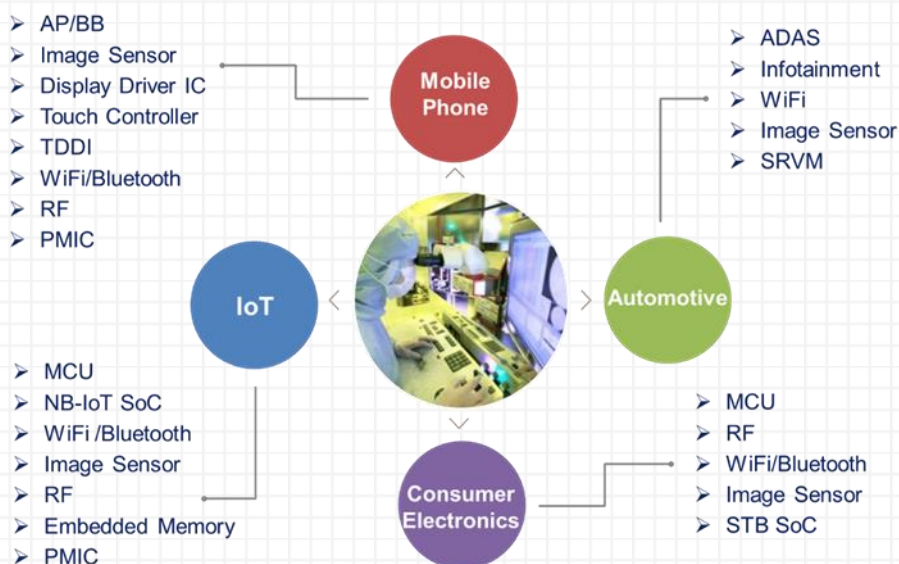 AP/BB
Image Sensor
Display Driver IC
Touch Controller
TDDI
WiFi/Bluetooth
RF
PMIC
Mobile
Phone
ADAS
Infotainment
WiFi
Image Sensor
SRVM
IoT
Automotive
MCU
NB-IoT SoC
WiFi /Bluetooth
Image Sensor
RF
Embedded Memory
PMIC
Consumer
Electronics
MCU
RF
WiFi/Bluetooth
Image Sensor
STB SoC